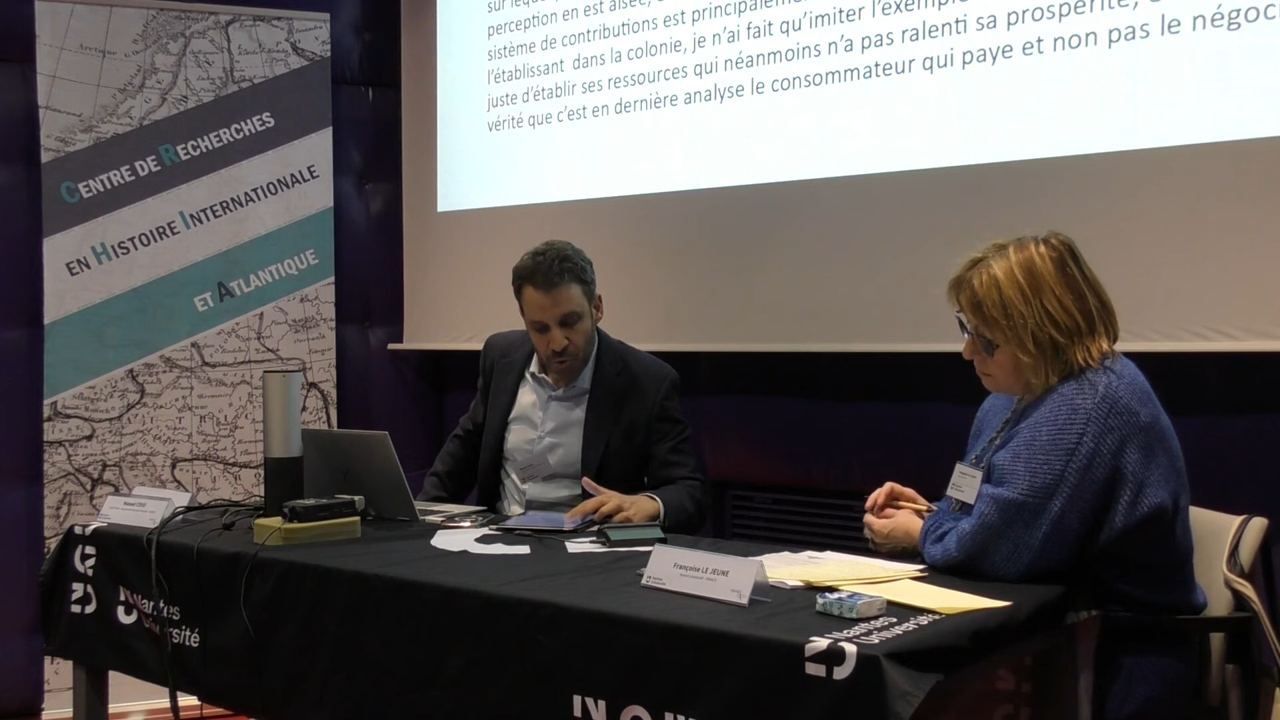 perception en est aisée,
sistème de contributions est principalement
l'établissant dans la colonie, je n'ai fait qu'imiter l'exemple
juste d'établir ses ressources qui néanmoins n'a pas ralenti sa prospérité,
vérité que c'est en dernière analyse le consommateur qui paye et non pas le négoci
CENTRE DE RECHERCHES
EN HISTOIRE INTERNATIONALE
ET ATLANTIQUE
Françoise LE JEUNE
Nantes
Université
Nantes
Université